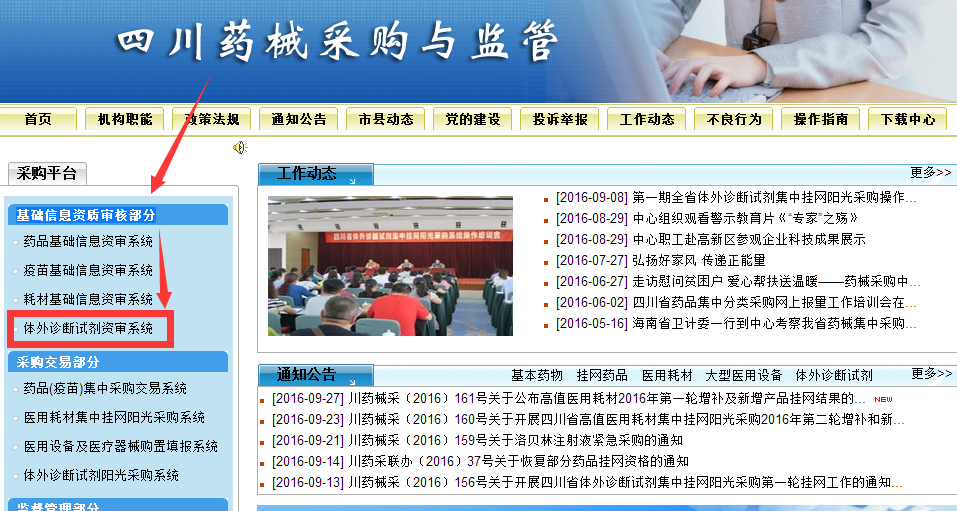 四川药械采购与监管
首页 机构职能 政策法规 通知公告 市县动态 党的建设 投诉举报 工作动态 不良行为 操作指南 下载中心
采购平台
基础信息资质审核部分
药品基础信息资审系统
疫苗基础信息资审系统
耗材基础信息资审系统
体外诊断试剂资审系统
采购交易部分
药品(疫苗)集中采购交易系统
医用耗材集中挂网阳光采购系统
医用设备及医疗器械购置填报系统
体外诊断试剂阳光采购系统
监督管理部分
工作动态 更多>>
四川省体外诊断试剂集中挂网阳光采购系统操作培训会
[2016-09-08] 第一期全省体外诊断试剂集中挂网阳光采购操作...
[2016-08-29] 中心组织观看警示教育片《“专家”之殇》
[2016-08-29] 中心职工赴高新区参观企业科技成果展示
[2016-07-27] 弘扬好家风 传递正能量
[2016-06-27] 走访慰问贫困户 爱心帮扶送温暖——药械采购中...
[2016-06-02] 四川省药品集中分类采购网上报量工作培训会在...
[2016-05-16] 海南省卫计委一行到中心考察我省药械集中采购...
通知公告 基本药物 挂网药品 医用耗材 大型医用设备 体外诊断试剂 更多>>
[2016-09-27] 川药械采（2016）161号关于公布高值医用耗材2016年第一轮增补及新增产品挂网结果的... NEW
[2016-09-23] 川药械采（2016）160号关于开展四川省高值医用耗材集中挂网阳光采购2016年第二轮增补和新...
[2016-09-21] 川药械采（2016）159号关于洛贝林注射液紧急采购的通知
[2016-09-14] 川药采联办（2016）37号关于恢复部分药品挂网资格的通知
[2016-09-13] 川药械采（2016）156号关于开展四川省体外诊断试剂集中挂网阳光采购第一轮挂网工作的通知...